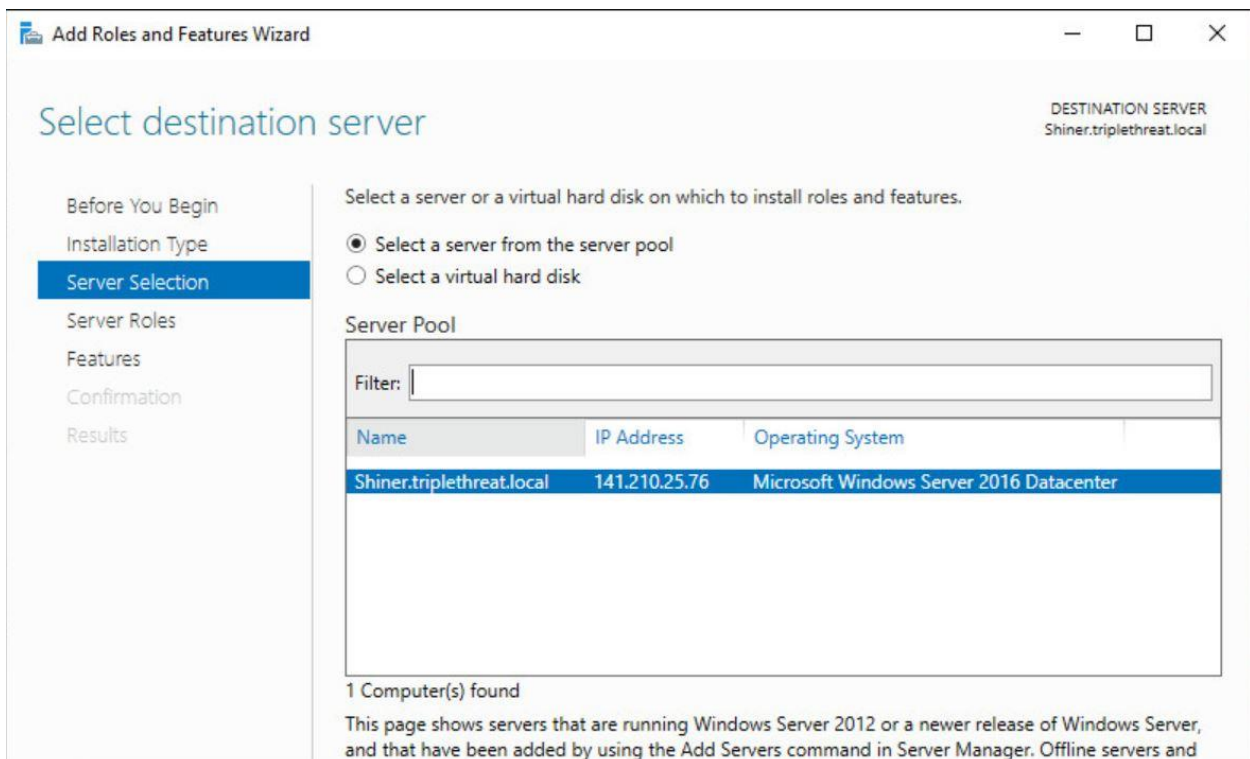 Add Roles and Features Wizard
Select destination server
DESTINATION SERVER
Shiner.triplethreat.local
Before You Begin
Installation Type
Server Selection
Server Roles
Features
Confirmation
Results
Select a server or a virtual hard disk on which to install roles and features.
Select a server from the server pool
Select a virtual hard disk
Server Pool
Filter:
Name IP Address Operating System
Shiner.triplethreat.local 141.210.25.76 Microsoft Windows Server 2016 Datacenter
1 Computer(s) found
This page shows servers that are running Windows Server 2012 or a newer release of Windows Server,
and that have been added by using the Add Servers command in Server Manager. Offline servers and